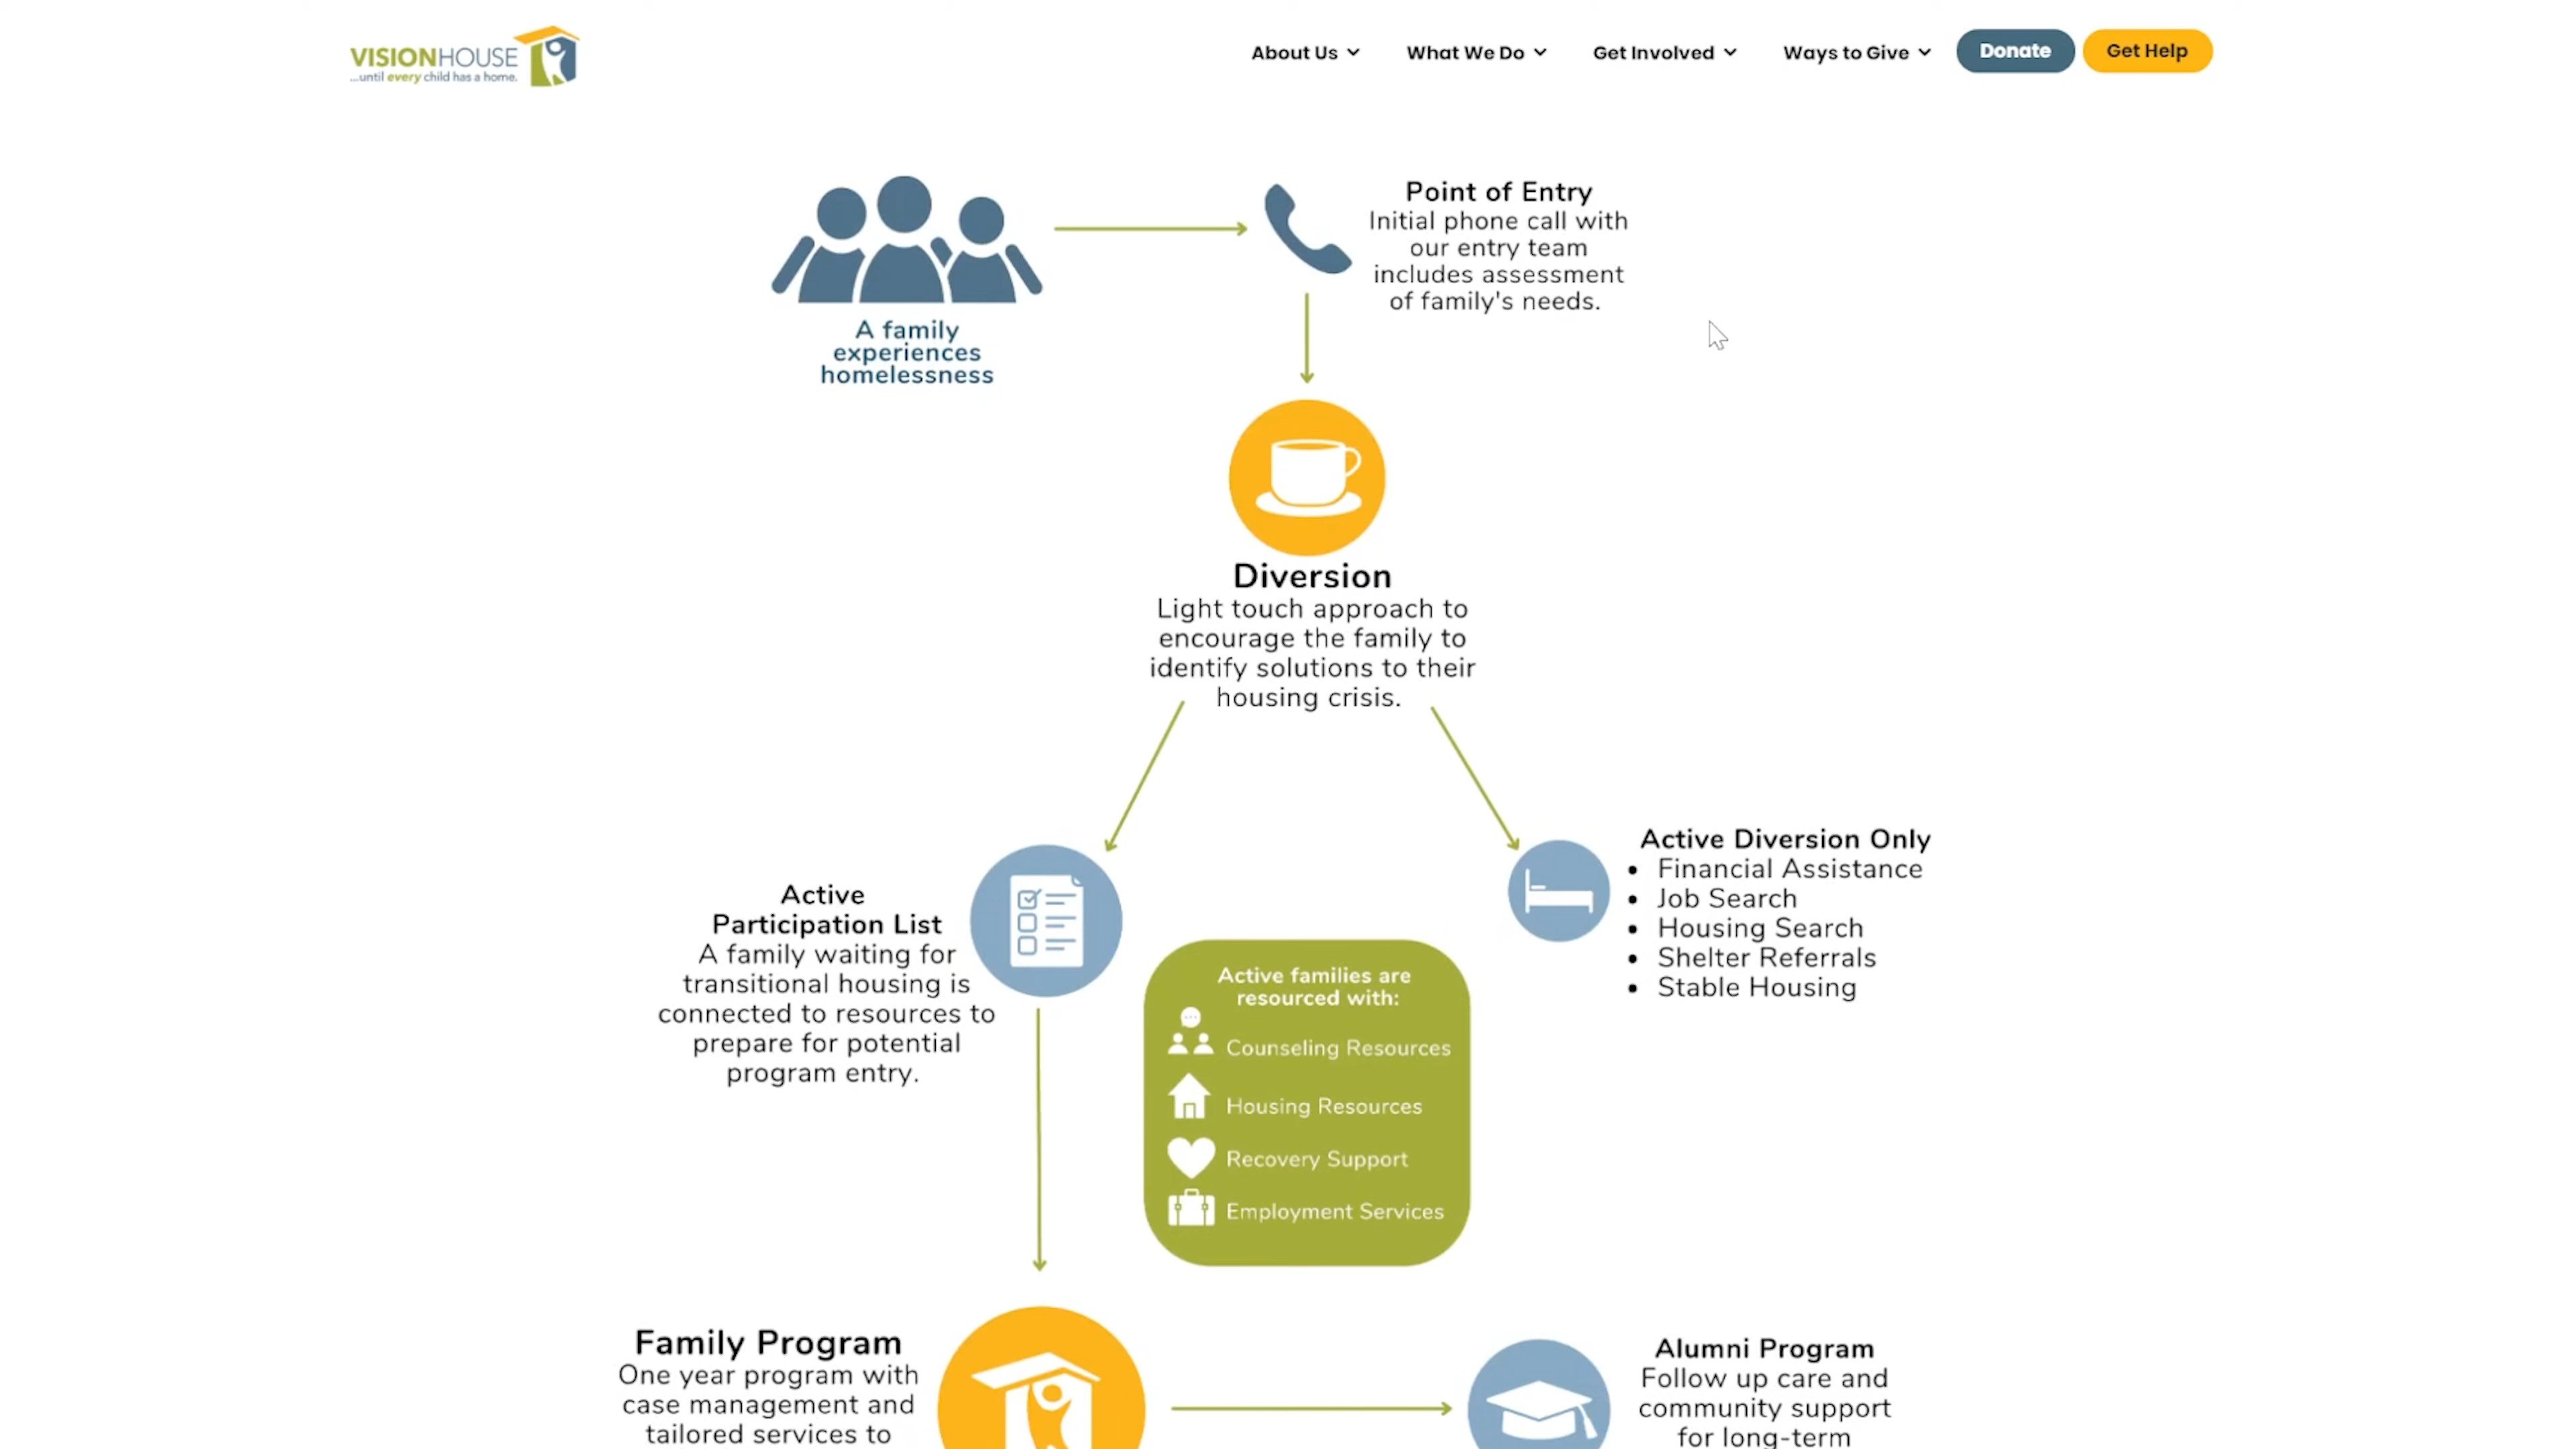 VISIONHOUSE
...until every child has a home.
About Us
What We Do
Get Involved
Ways to Give
Donate
Get Help
Point of Entry
Initial phone call with
our entry team
includes assessment
of family's needs.
A family
experiences
homelessness
Diversion
Light touch approach to
encourage the family to
identify solutions to their
housing crisis.
Active
Participation List
A family waiting for
transitional housing is
connected to resources to
prepare for potential
program entry.
Active Diversion Only
• Financial Assistance
• Job Search
• Housing Search
• Shelter Referrals
• Stable Housing
Active families are
resourced with:
Counseling Resources
Housing Resources
Recovery Support
Employment Services
Family Program
One year program with
case management and
tailored services to
Alumni Program
Follow up care and
community support
for long-term